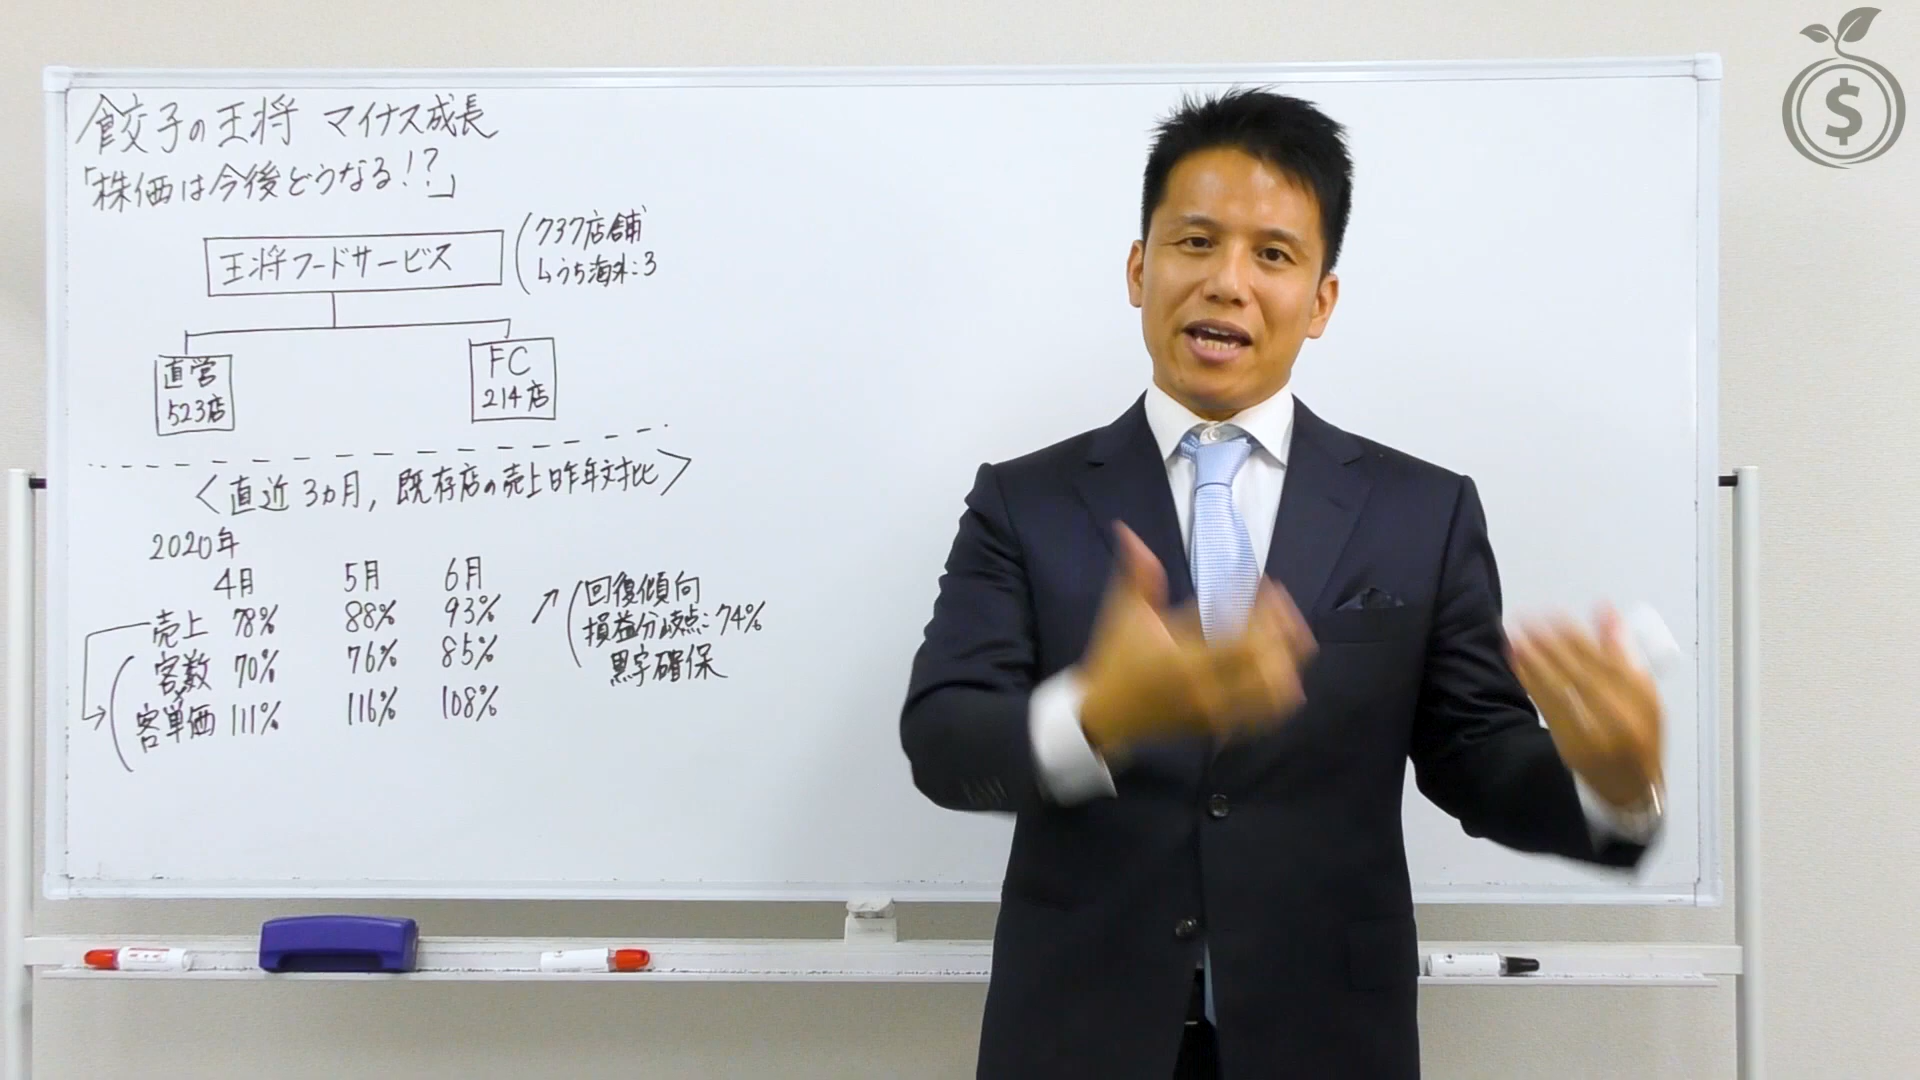 餃子の王将 マイナス成長
「株価は今後どうなる!?」
王将フードサービス
737店舗
うち海外:3
直営
523店
FC
214店
<直近3カ月, 既存店の売上昨年対比>
2020年
4月 5月 6月
売上 78% 88% 93%
客数 70% 76% 85%
×
客単価 111% 116% 108%
回復傾向
損益分岐点:74%
黒字確保
$